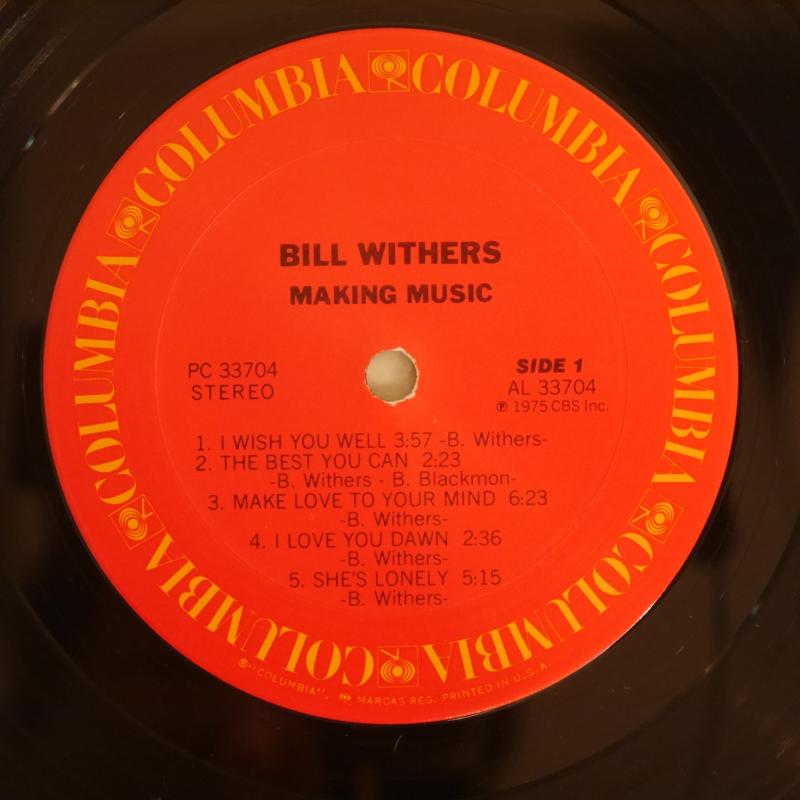 COLUMBIA COLUMBIA COLUMBIA COLUMBIA COLUMBIA COLUMBIA
BILL WITHERS
MAKING MUSIC
PC 33704
STEREO
SIDE 1
AL 33704
℗ 1975 CBS Inc.
1. I WISH YOU WELL 3:57 -B. Withers-
2. THE BEST YOU CAN 2:23
-B. Withers - B. Blackmon-
3. MAKE LOVE TO YOUR MIND 6:23
-B. Withers-
4. I LOVE YOU DAWN 2:36
-B. Withers-
5. SHE'S LONELY 5:15
-B. Withers-
®"COLUMBIA", MARCAS REG. PRINTED IN U.S.A.